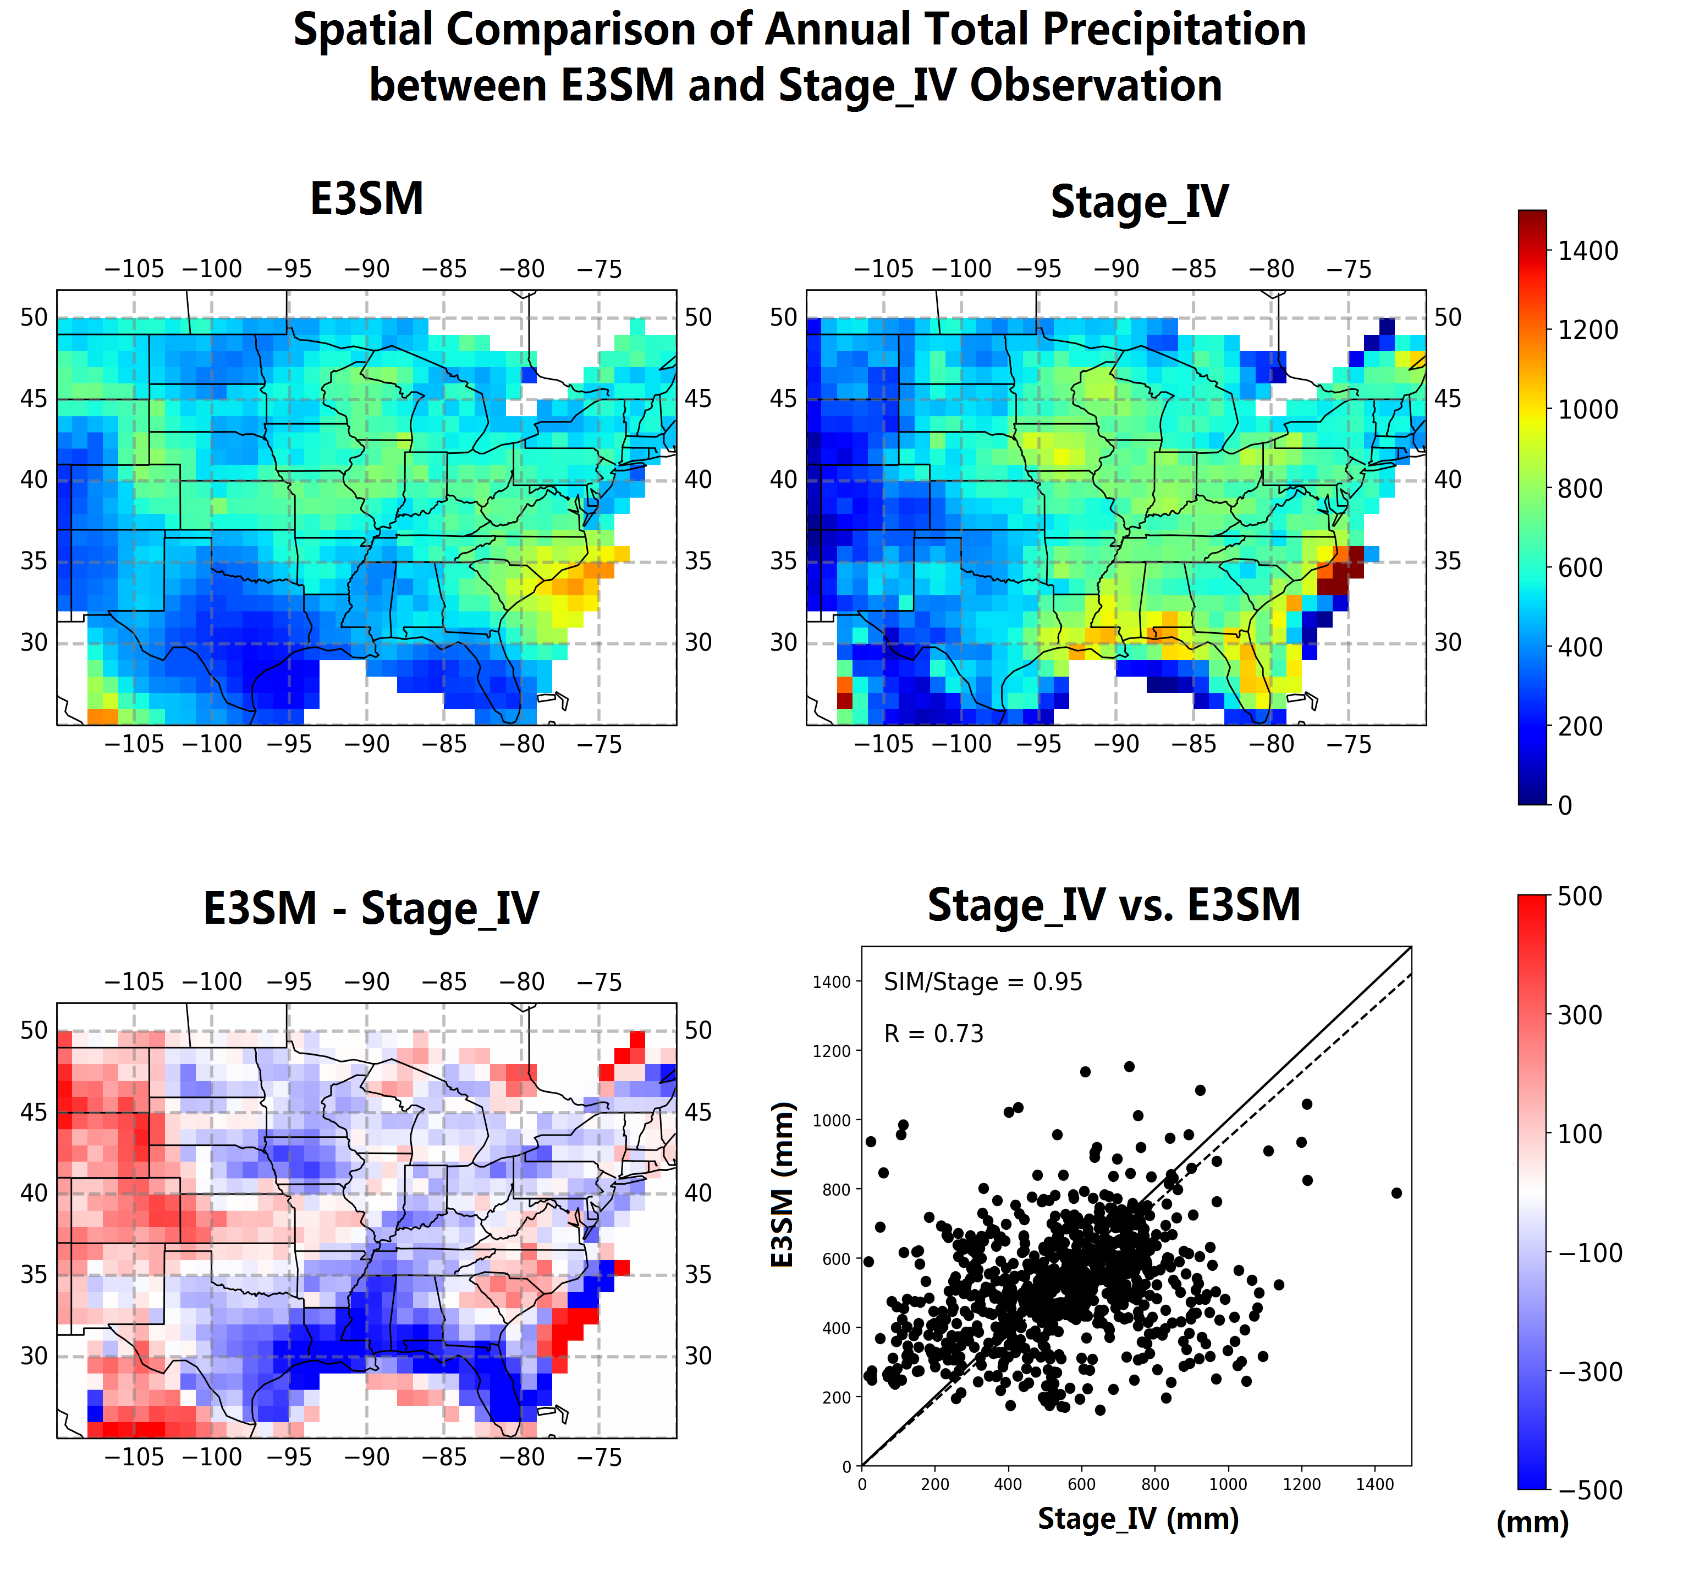 Spatial Comparison of Annual Total Precipitation
between E3SM and Stage_IV Observation
E3SM
−105 −100 −95 −90 −85 −80 −75
50 50
45 45
40 40
35 35
30 30
−105 −100 −95 −90 −85 −80 −75
Stage_IV
−105 −100 −95 −90 −85 −80 −75
50 50
45 45
40 40
35 35
30 30
−105 −100 −95 −90 −85 −80 −75
1400
1200
1000
800
600
400
200
0
E3SM - Stage_IV
−105 −100 −95 −90 −85 −80 −75
50 50
45 45
40 40
35 35
30 30
−105 −100 −95 −90 −85 −80 −75
Stage_IV vs. E3SM
SIM/Stage = 0.95
R = 0.73
E3SM (mm)
1400
1200
1000
800
600
400
200
0
0 200 400 600 800 1000 1200 1400
Stage_IV (mm)
500
300
100
−100
−300
−500
(mm)